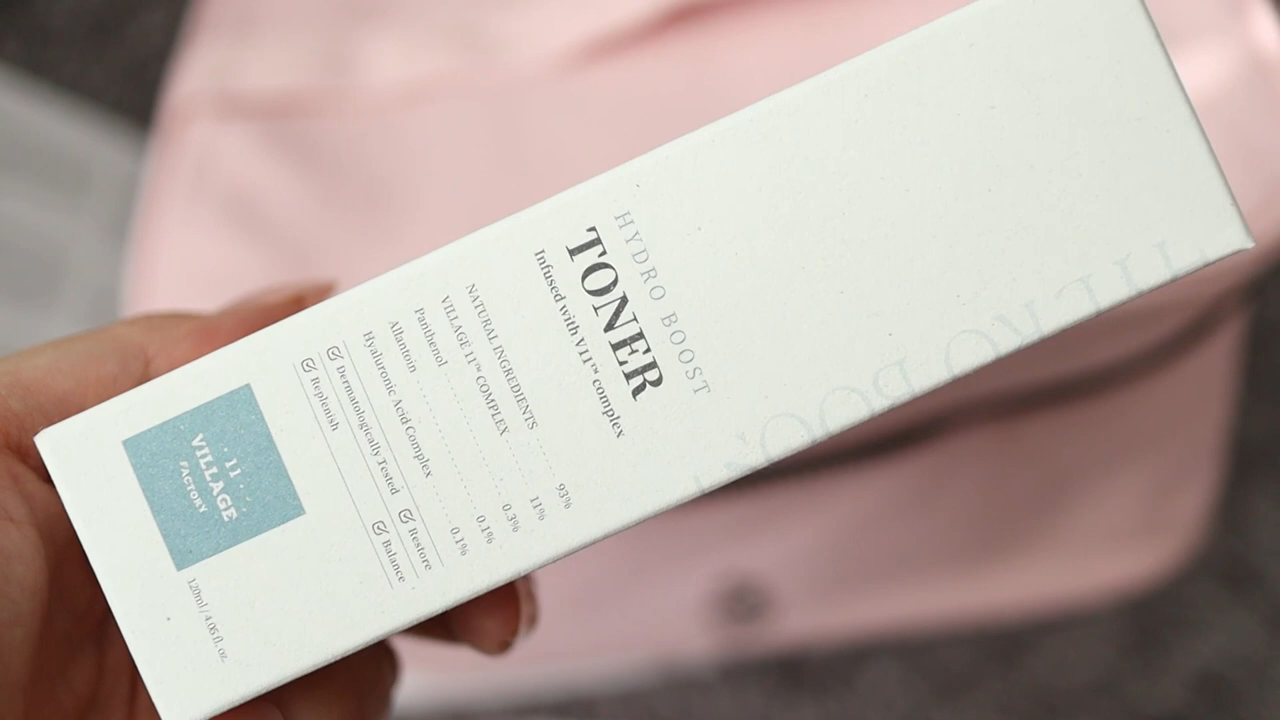 HYDRO BOOST
TONER
Infused with V11™ complex
NATURAL INGREDIENTS 93%
VILLAGE 11™ COMPLEX 11%
Panthenol 0.3%
Allantoin 0.1%
Hyaluronic Acid Complex 0.1%
Dermatologically Tested Restore
Replenish Balance
11
VILLAGE
FACTORY
120ml / 4.05 fl. oz.